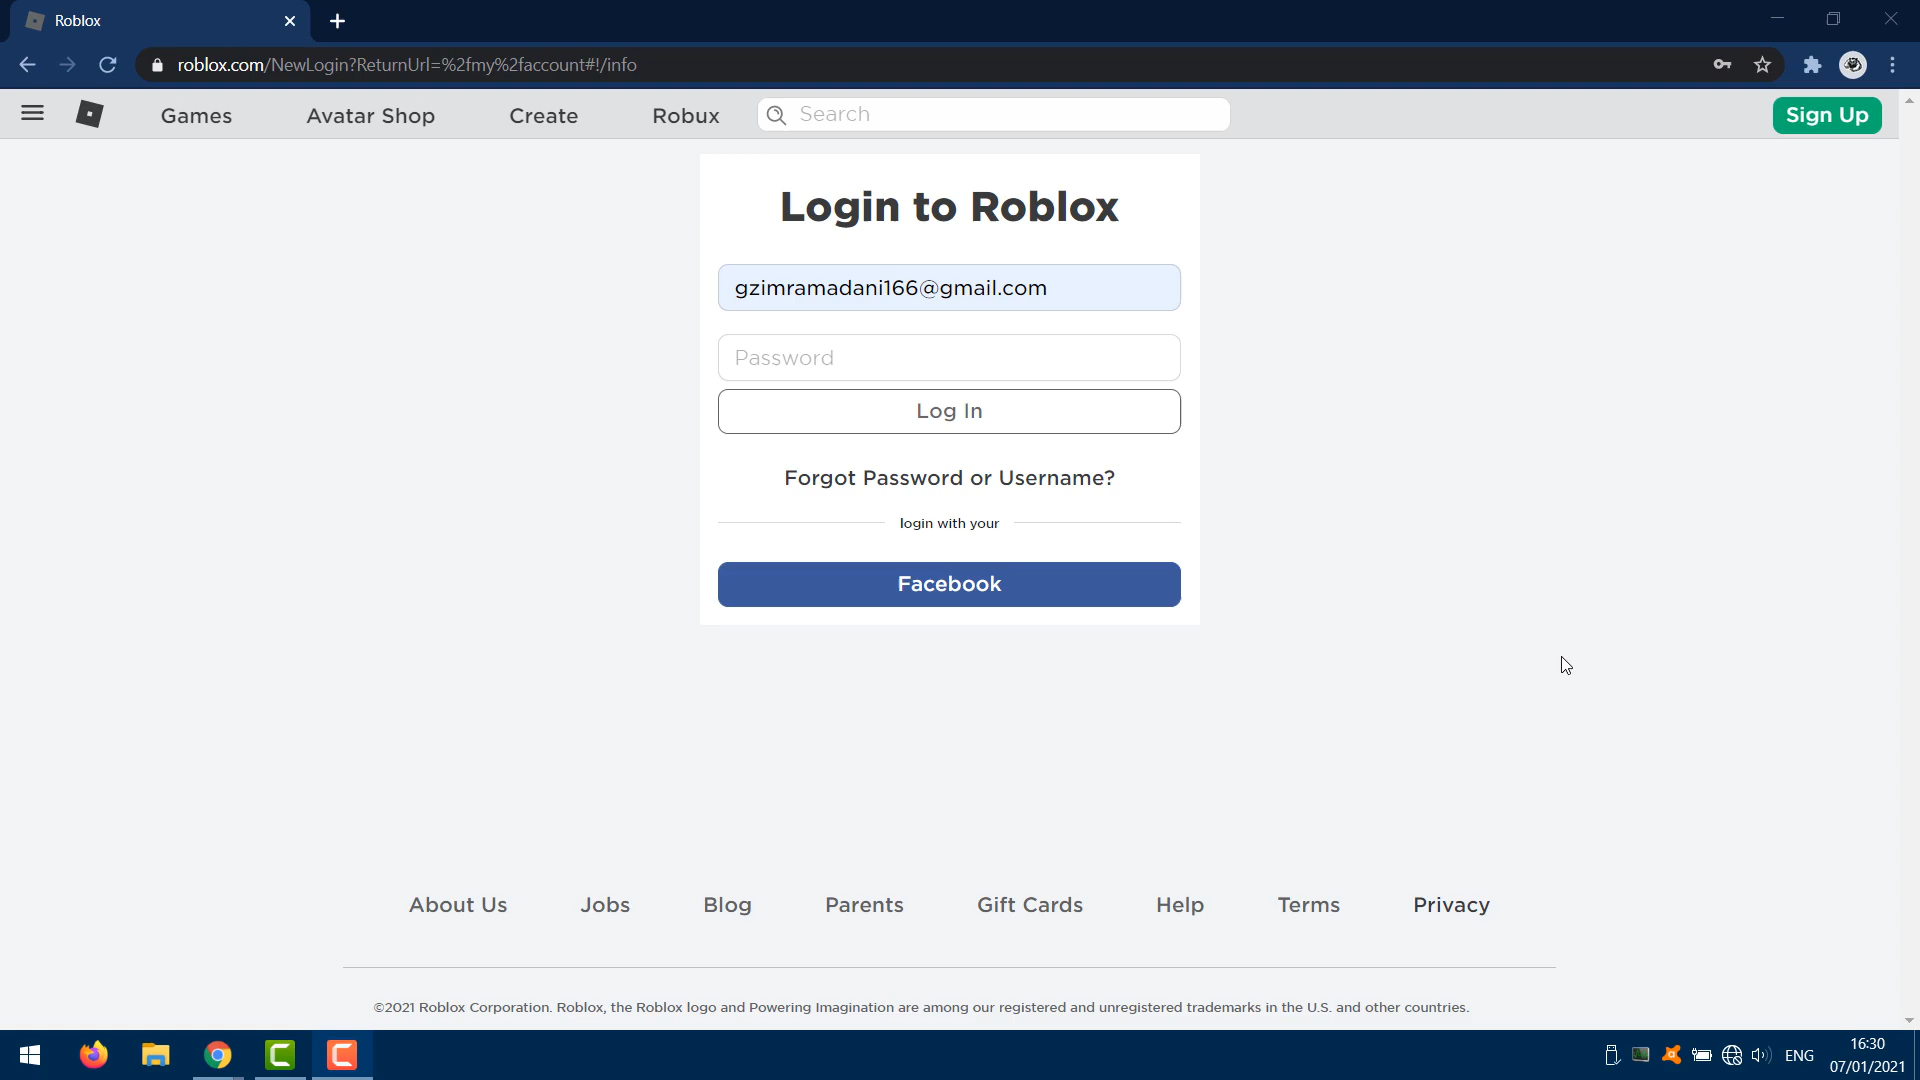 Roblox
roblox.com/NewLogin?ReturnUrl=%2fmy%2faccount#!/info
Games Avatar Shop Create Robux Search Sign Up
Login to Roblox
gzimramadani166@gmail.com
Password
Log In
Forgot Password or Username?
login with your
Facebook
About Us Jobs Blog Parents Gift Cards Help Terms Privacy
©2021 Roblox Corporation. Roblox, the Roblox logo and Powering Imagination are among our registered and unregistered trademarks in the U.S. and other countries.
ENG
16:30
07/01/2021